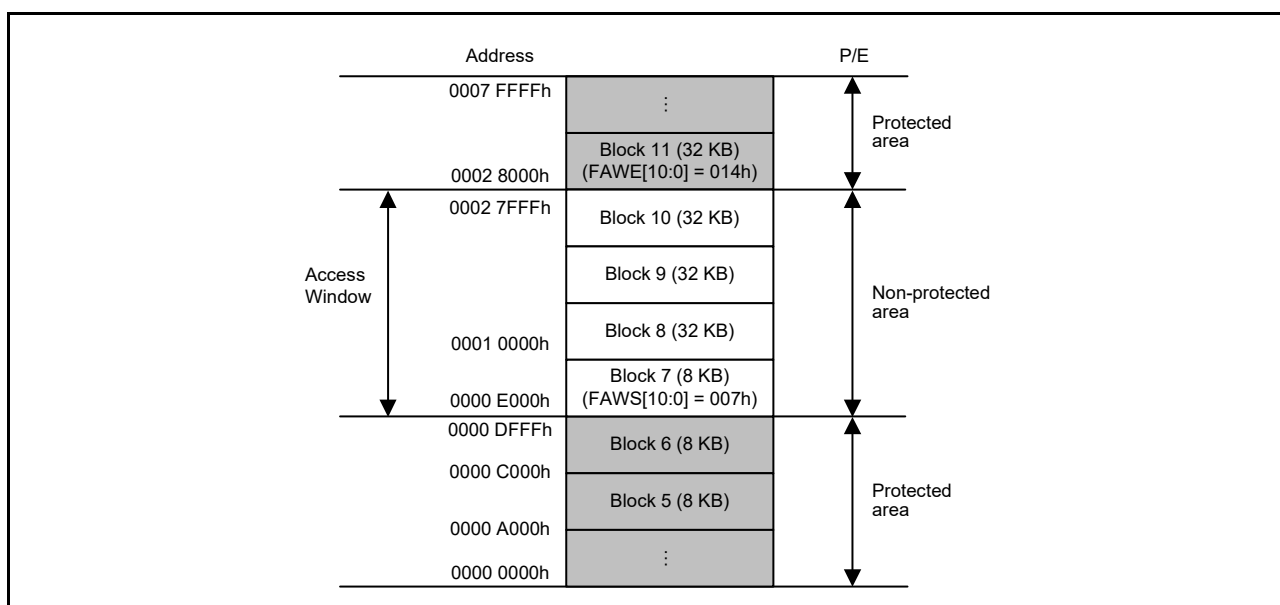 Address P/E
0007 FFFFh
⋮
Protected
area
Block 11 (32 KB)
(FAWE[10:0] = 014h)
0002 8000h
0002 7FFFh
Block 10 (32 KB)
Access
Window
Block 9 (32 KB)
Non-protected
area
Block 8 (32 KB)
0001 0000h
Block 7 (8 KB)
(FAWS[10:0] = 007h)
0000 E000h
0000 DFFFh
Block 6 (8 KB)
0000 C000h
Block 5 (8 KB)
Protected
area
0000 A000h
⋮
0000 0000h